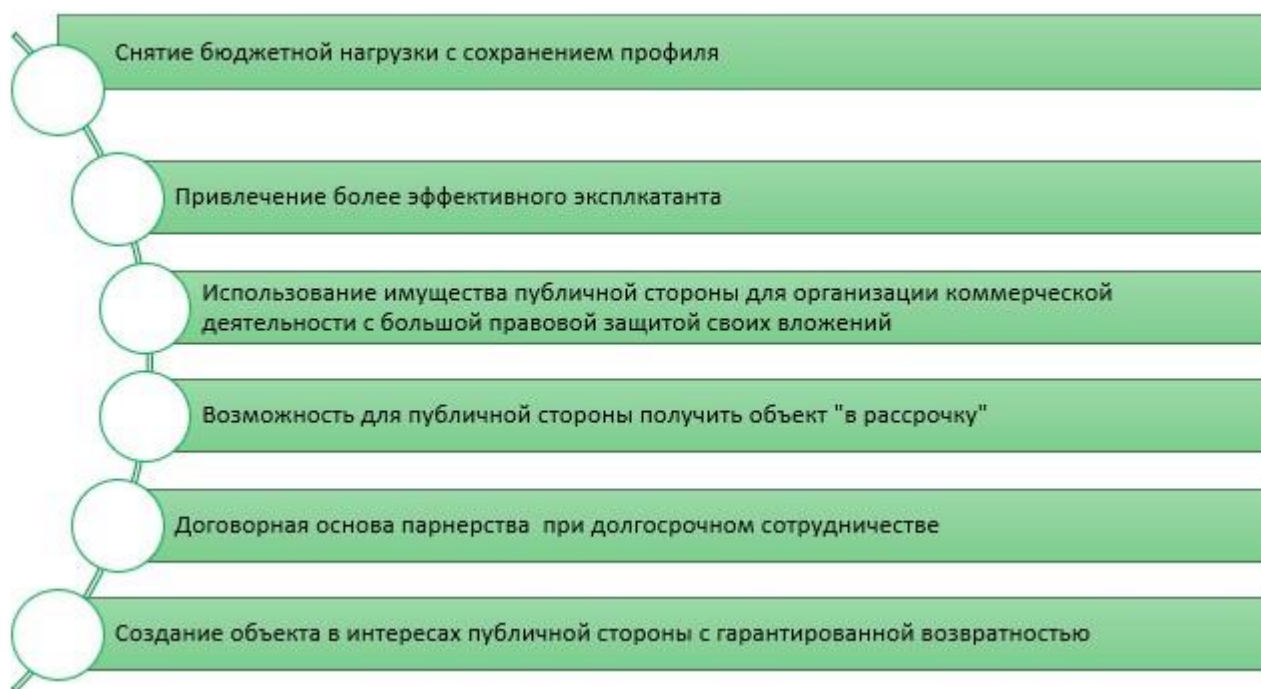 Снятие бюджетной нагрузки с сохранением профиля
Привлечение более эффективного эксплкатанта
Использование имущества публичной стороны для организации коммерческой
деятельности с большой правовой защитой своих вложений
Возможность для публичной стороны получить объект "в рассрочку"
Договорная основа парнерства при долгосрочном сотрудничестве
Создание объекта в интересах публичной стороны с гарантированной возвратностью